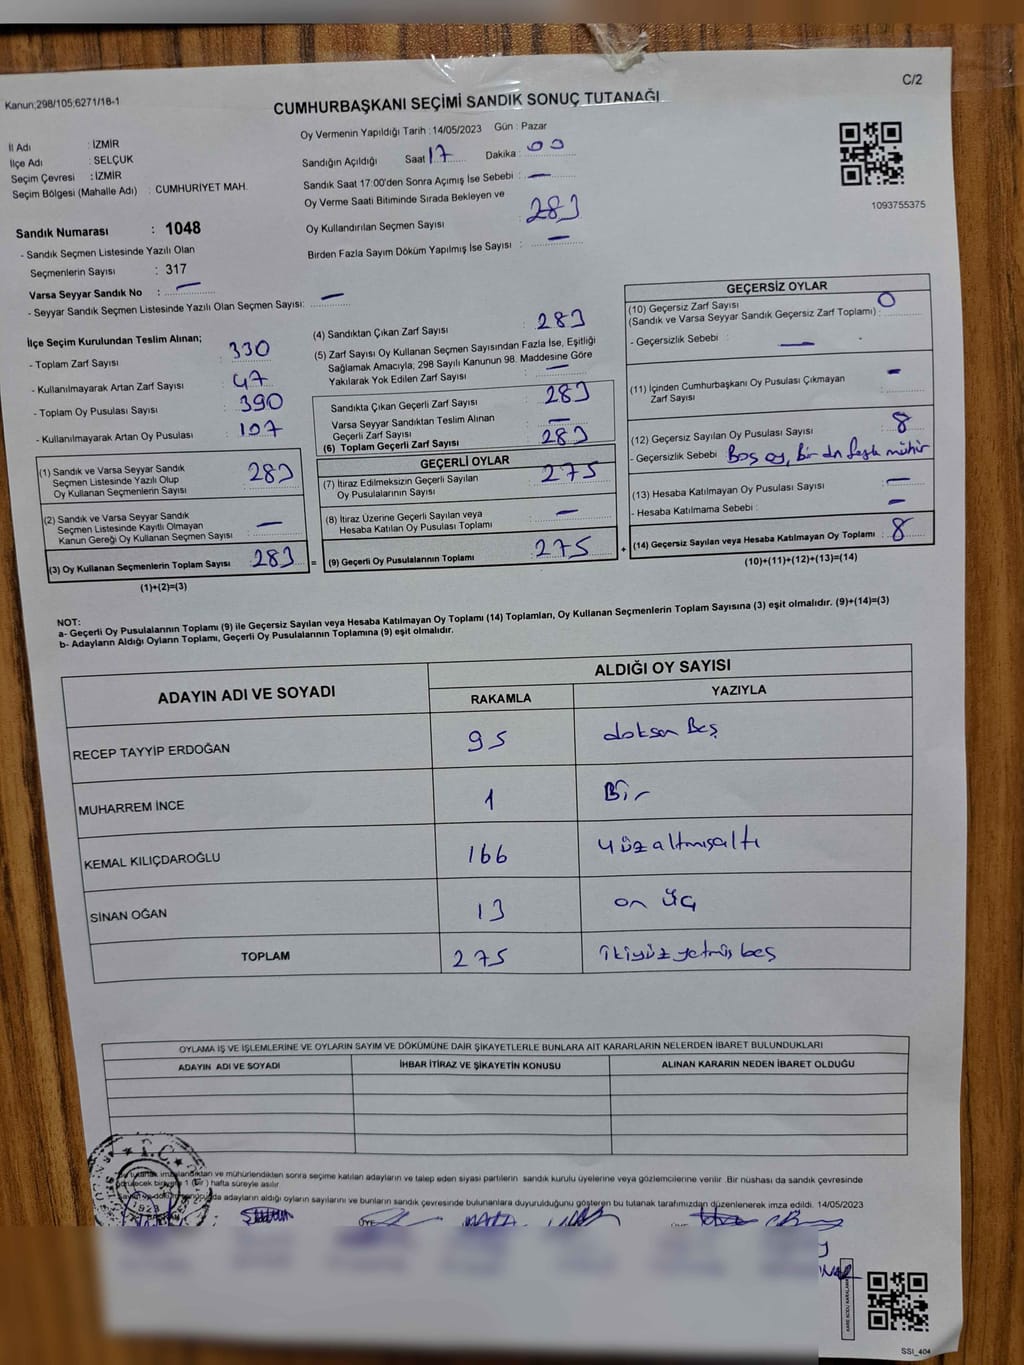 C/2
Kanun;298/105;6271/18-1
CUMHURBAŞKANI SEÇİMİ SANDIK SONUÇ TUTANAĞI
İl Adı : İZMİR
İlçe Adı : SELÇUK
Seçim Çevresi : İZMİR
Seçim Bölgesi (Mahalle Adı) : CUMHURİYET MAH.
Sandık Numarası : 1048
- Sandık Seçmen Listesinde Yazılı Olan
Seçmenlerin Sayısı : 317
Varsa Seyyar Sandık No : —
- Seyyar Sandık Seçmen Listesinde Yazılı Olan Seçmen Sayısı: —
Oy Vermenin Yapıldığı Tarih : 14/05/2023 Gün : Pazar
Sandığın Açıldığı Saat 17 Dakika : 00
Sandık Saat 17:00'den Sonra Açımış İse Sebebi : —
Oy Verme Saati Bitiminde Sırada Bekleyen ve
Oy Kullandırılan Seçmen Sayısı : 283
Birden Fazla Sayım Döküm Yapılmış İse Sayısı : —
1093755375
İlçe Seçim Kurulundan Teslim Alınan;
- Toplam Zarf Sayısı : 330
- Kullanılmayarak Artan Zarf Sayısı : 47
- Toplam Oy Pusulası Sayısı : 390
- Kullanılmayarak Artan Oy Pusulası : 107
(1) Sandık ve Varsa Seyyar Sandık
Seçmen Listesinde Yazılı Olup
Oy Kullanan Seçmenlerin Sayısı : 283
(2) Sandık ve Varsa Seyyar Sandık
Seçmen Listesinde Kayıtlı Olmayan
Kanun Gereği Oy Kullanan Seçmen Sayısı : —
(3) Oy Kullanan Seçmenlerin Toplam Sayısı : 283
(1)+(2)=(3)
(4) Sandıktan Çıkan Zarf Sayısı : 283
(5) Zarf Sayısı Oy Kullanan Seçmen Sayısından Fazla İse, Eşitliği
Sağlamak Amacıyla; 298 Sayılı Kanunun 98. Maddesine Göre
Yakılarak Yok Edilen Zarf Sayısı : —
Sandıkta Çıkan Geçerli Zarf Sayısı : 283
Varsa Seyyar Sandıktan Teslim Alınan
Geçerli Zarf Sayısı : —
(6) Toplam Geçerli Zarf Sayısı : 283
GEÇERLİ OYLAR
(7) İtiraz Edilmeksizin Geçerli Sayılan
Oy Pusulalarının Sayısı : 275
(8) İtiraz Üzerine Geçerli Sayılan veya
Hesaba Katılan Oy Pusulası Toplamı : —
= (9) Geçerli Oy Pusulalarının Toplamı : 275 +
GEÇERSİZ OYLAR
(10) Geçersiz Zarf Sayısı
(Sandık ve Varsa Seyyar Sandık Geçersiz Zarf Toplamı) : 0
- Geçersizlik Sebebi : —
(11) İçinden Cumhurbaşkanı Oy Pusulası Çıkmayan
Zarf Sayısı : —
(12) Geçersiz Sayılan Oy Pusulası Sayısı : 8
- Geçersizlik Sebebi : Boş oy, Bir den fazla mühür
(13) Hesaba Katılmayan Oy Pusulası Sayısı : —
- Hesaba Katılmama Sebebi : —
(14) Geçersiz Sayılan veya Hesaba Katılmayan Oy Toplamı : 8
(10)+(11)+(12)+(13)=(14)
NOT:
a- Geçerli Oy Pusulalarının Toplamı (9) ile Geçersiz Sayılan veya Hesaba Katılmayan Oy Toplamı (14) Toplamları, Oy Kullanan Seçmenlerin Toplam Sayısına (3) eşit olmalıdır. (9)+(14)=(3)
b- Adayların Aldığı Oyların Toplamı, Geçerli Oy Pusulalarının Toplamına (9) eşit olmalıdır.
ADAYIN ADI VE SOYADI ALDIĞI OY SAYISI
RAKAMLA YAZIYLA
RECEP TAYYİP ERDOĞAN 95 doksan Beş
MUHARREM İNCE 1 Bir
KEMAL KILIÇDAROĞLU 166 yüzaltmışaltı
SİNAN OĞAN 13 on üç
TOPLAM 275 ikiyüz yetmiş beş
OYLAMA İŞ VE İŞLEMLERİNE VE OYLARIN SAYIM VE DÖKÜMÜNE DAİR ŞİKAYETLERLE BUNLARA AİT KARARLARIN NELERDEN İBARET BULUNDUKLARI
ADAYIN ADI VE SOYADI İHBAR İTİRAZ VE ŞİKAYETİN KONUSU ALINAN KARARIN NEDEN İBARET OLDUĞU
T.C.
Bu tutanak imzalandıktan ve mühürlendikten sonra seçime katılan adayların ve talep eden siyasi partilerin sandık kurulu üyelerine veya gözlemcilerine verilir. Bir nüshası da sandık çevresinde
görülecek bir yere 1 (bir) hafta süreyle asılır.
adayların aldığı oyların sayılarını ve bunların sandık çevresinde bulunanlara duyurulduğunu gösteren bu tutanak tarafımızdan düzenlenerek imza edildi. 14/05/2023
ÜYE
SSİ_404